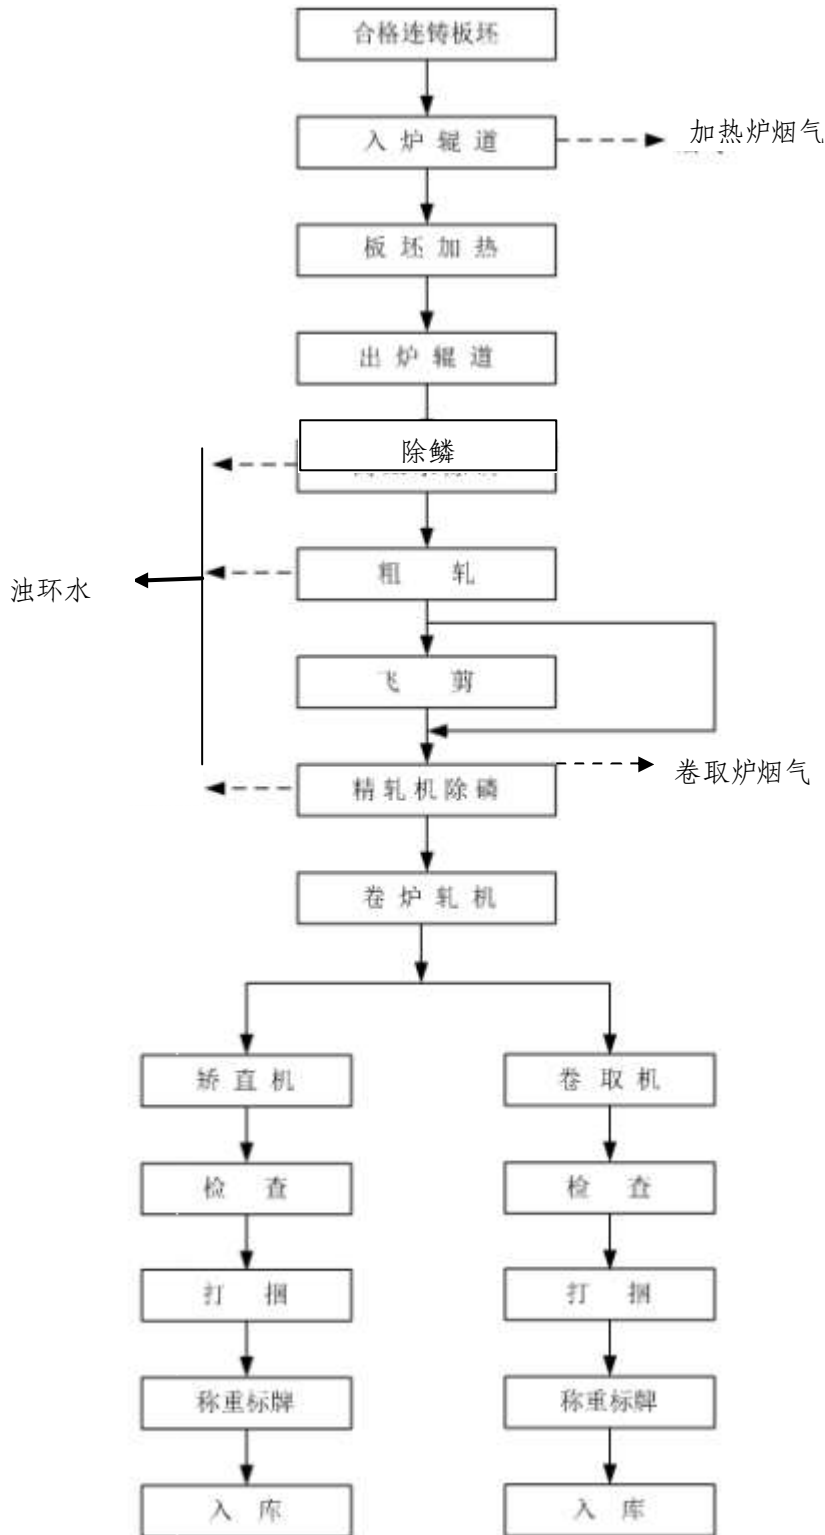 合格连铸板坯
入炉辊道
加热炉烟气
板坯加热
出炉辊道
除鳞
粗轧
浊环水
飞剪
卷取炉烟气
精轧机除磷
卷炉轧机
矫直机
卷取机
检查
检查
打捆
打捆
称重标牌
称重标牌
入库
入库